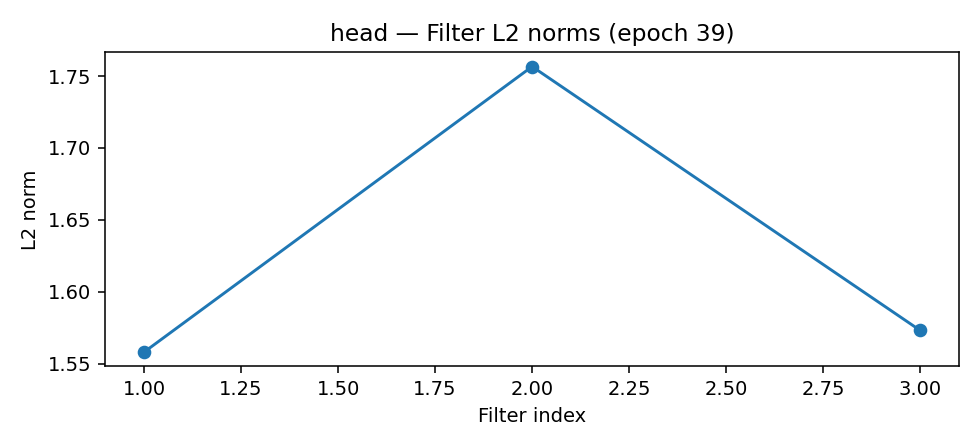 head — Filter L2 norms (epoch 39)
L2 norm
1.75
1.70
1.65
1.60
1.55
1.00 1.25 1.50 1.75 2.00 2.25 2.50 2.75 3.00
Filter index